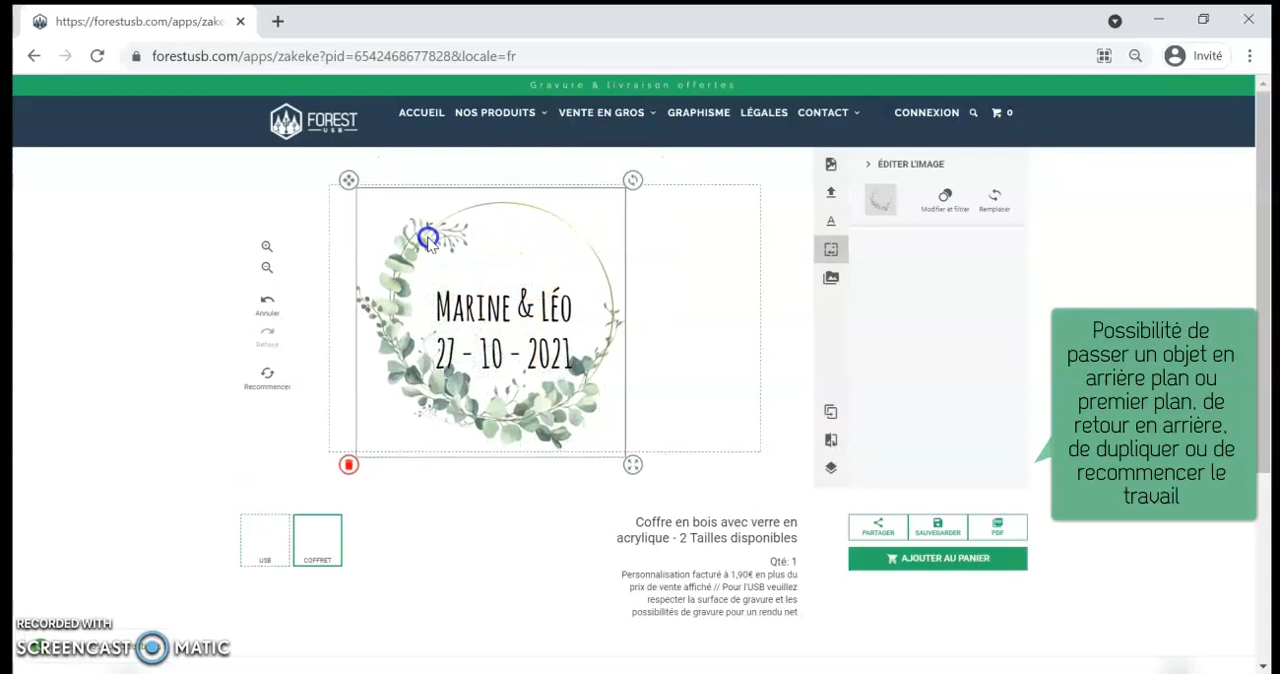 https://forestusb.com/apps/zake
forestusb.com/apps/zakeke?pid=6542468677828&locale=fr
Invité
Gravure & livraison offertes
FOREST
USB
ACCUEIL NOS PRODUITS VENTE EN GROS GRAPHISME LÉGALES CONTACT CONNEXION 0
ÉDITER L'IMAGE
Modifier et filtrer Remplacer
Annuler
Refaire
Recommencer
MARINE & LÉO
27 - 10 - 2021
Possibilité de
passer un objet en
arrière plan ou
premier plan, de
retour en arrière,
de dupliquer ou de
recommencer le
travail
USB
COFFRET
Coffre en bois avec verre en
acrylique - 2 Tailles disponibles
Qté: 1
Personnalisation facturé à 1,90€ en plus du
prix de vente affiché // Pour l'USB veuillez
respecter la surface de gravure et les
possibilités de gravure pour un rendu net
PARTAGER SAUVEGARDER PDF
AJOUTER AU PANIER
RECORDED WITH
SCREENCAST MATIC